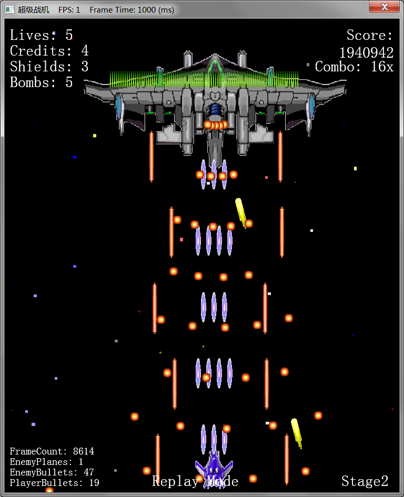 超级战机 FPS: 1 Frame Time: 1000 (ms)
Lives: 5
Credits: 4
Shields: 3
Bombs: 5
Score:
1940942
Combo: 16x
FrameCount: 8614
EnemyPlanes: 1
EnemyBullets: 47
PlayerBullets: 19
Replay Mode
Stage2